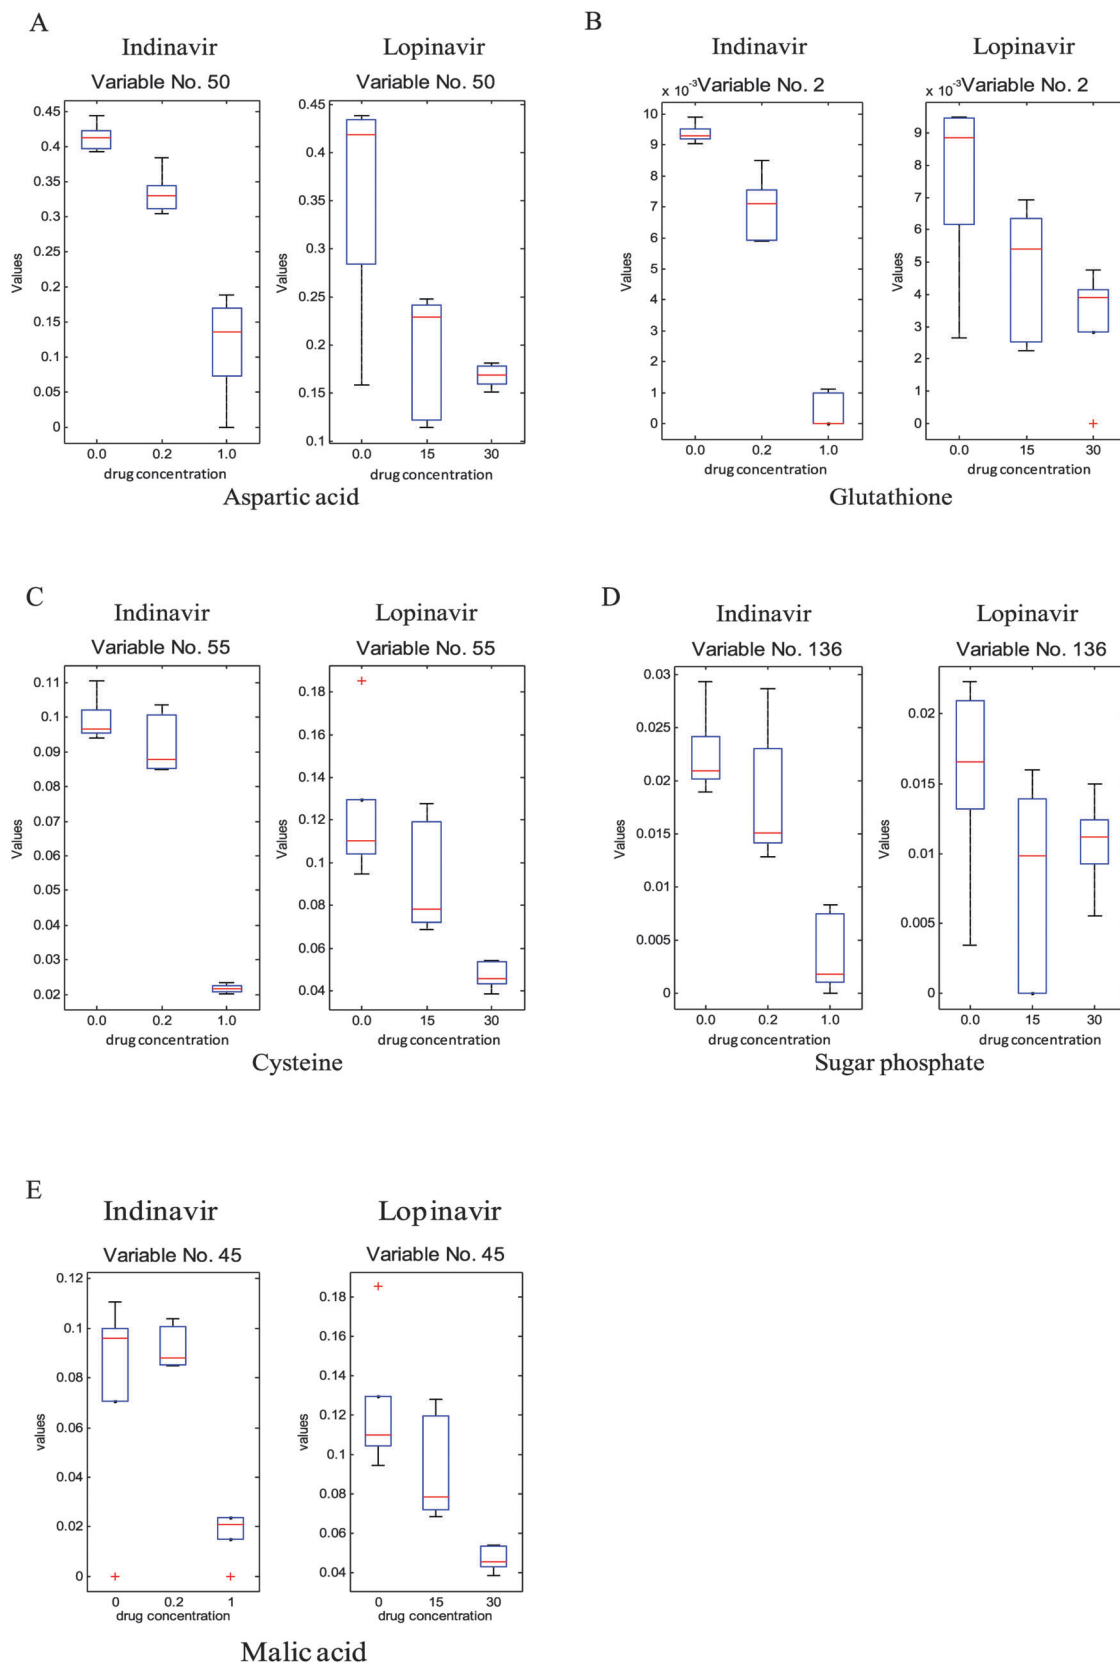 A
Indinavir
Variable No. 50
0.45
0.4
0.35
0.3
0.25
0.2
0.15
0.1
0.05
0
Values
0.0 0.2 1.0
drug concentration
Lopinavir
Variable No. 50
0.45
0.4
0.35
0.3
0.25
0.2
0.15
0.1
Values
0.0 15 30
drug concentration
Aspartic acid
B
Indinavir
x 10⁻³ Variable No. 2
10
9
8
7
6
5
4
3
2
1
0
Values
0.0 0.2 1.0
drug concentration
Lopinavir
x 10⁻³ Variable No. 2
9
8
7
6
5
4
3
2
1
0
Values
0.0 15 30
drug concentration
Glutathione
C
Indinavir
Variable No. 55
0.11
0.1
0.09
0.08
0.07
0.06
0.05
0.04
0.03
0.02
Values
0.0 0.2 1.0
drug concentration
Lopinavir
Variable No. 55
0.18
0.16
0.14
0.12
0.1
0.08
0.06
0.04
Values
0.0 15 30
drug concentration
Cysteine
D
Indinavir
Variable No. 136
0.03
0.025
0.02
0.015
0.01
0.005
0
Values
0.0 0.2 1.0
drug concentration
Lopinavir
Variable No. 136
0.02
0.015
0.01
0.005
0
Values
0.0 15 30
drug concentration
Sugar phosphate
E
Indinavir
Variable No. 45
0.12
0.1
0.08
0.06
0.04
0.02
0
values
0 0.2 1
drug concentration
Lopinavir
Variable No. 45
0.18
0.16
0.14
0.12
0.1
0.08
0.06
0.04
values
0 15 30
drug concentration
Malic acid